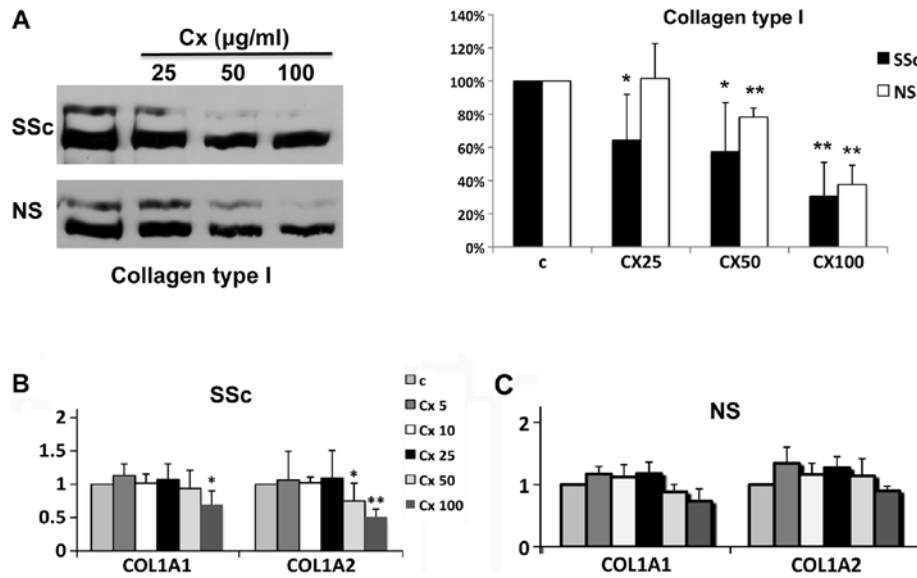 A
Cx (µg/ml)
25 50 100
SSc
NS
Collagen type I
Collagen type I
140%
120%
100%
80%
60%
40%
20%
0%
* * ** ** **
c CX25 CX50 CX100
SSc
NS
B
SSc
2
1.5
1
0.5
0
* * **
COL1A1 COL1A2
c
Cx 5
Cx 10
Cx 25
Cx 50
Cx 100
C
NS
2
1
0
COL1A1 COL1A2